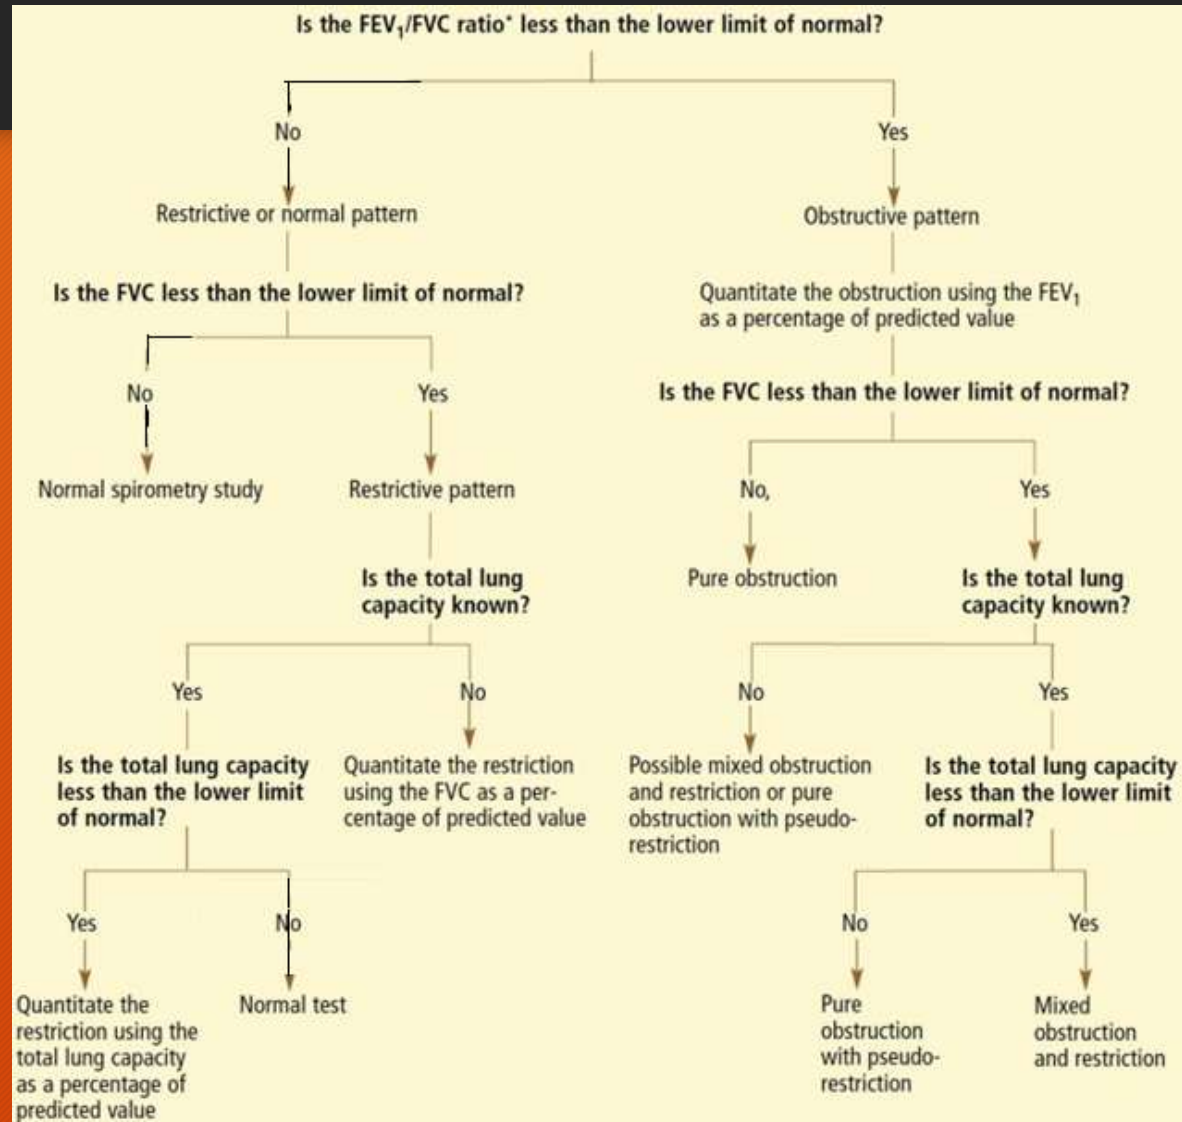 Is the FEV1/FVC ratio* less than the lower limit of normal?
No
Yes
Restrictive or normal pattern
Obstructive pattern
Is the FVC less than the lower limit of normal?
Quantitate the obstruction using the FEV1
as a percentage of predicted value
No
Yes
Is the FVC less than the lower limit of normal?
Normal spirometry study
Restrictive pattern
No,
Yes
Is the total lung
capacity known?
Pure obstruction
Is the total lung
capacity known?
Yes
No
No
Yes
Is the total lung capacity
less than the lower limit
of normal?
Quantitate the restriction
using the FVC as a per-
centage of predicted value
Possible mixed obstruction
and restriction or pure
obstruction with pseudo-
restriction
Is the total lung capacity
less than the lower limit
of normal?
Yes
No
No
Yes
Quantitate the
restriction using the
total lung capacity
as a percentage of
predicted value
Normal test
Pure
obstruction
with pseudo-
restriction
Mixed
obstruction
and restriction